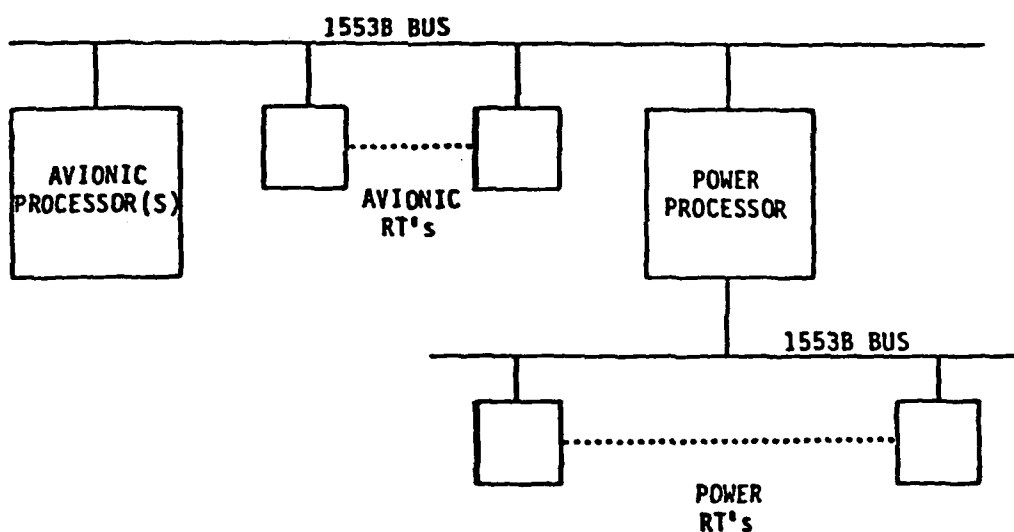 1553B BUS
AVIONIC
PROCESSOR(S)
AVIONIC
RT's
POWER
PROCESSOR
1553B BUS
POWER
RT's